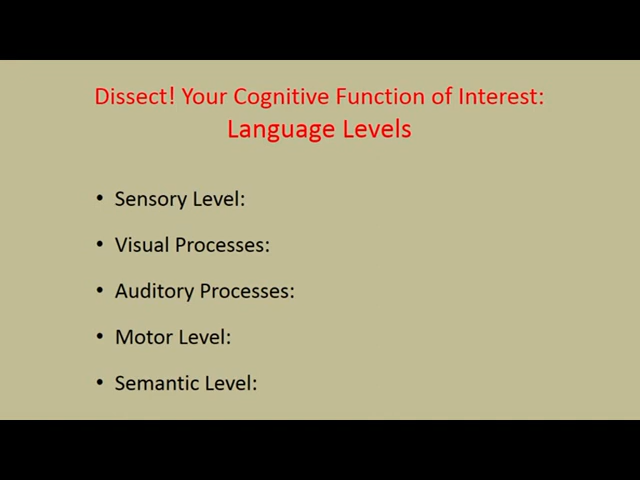 Dissect! Your Cognitive Function of Interest:
Language Levels
• Sensory Level:
• Visual Processes:
• Auditory Processes:
• Motor Level:
• Semantic Level: